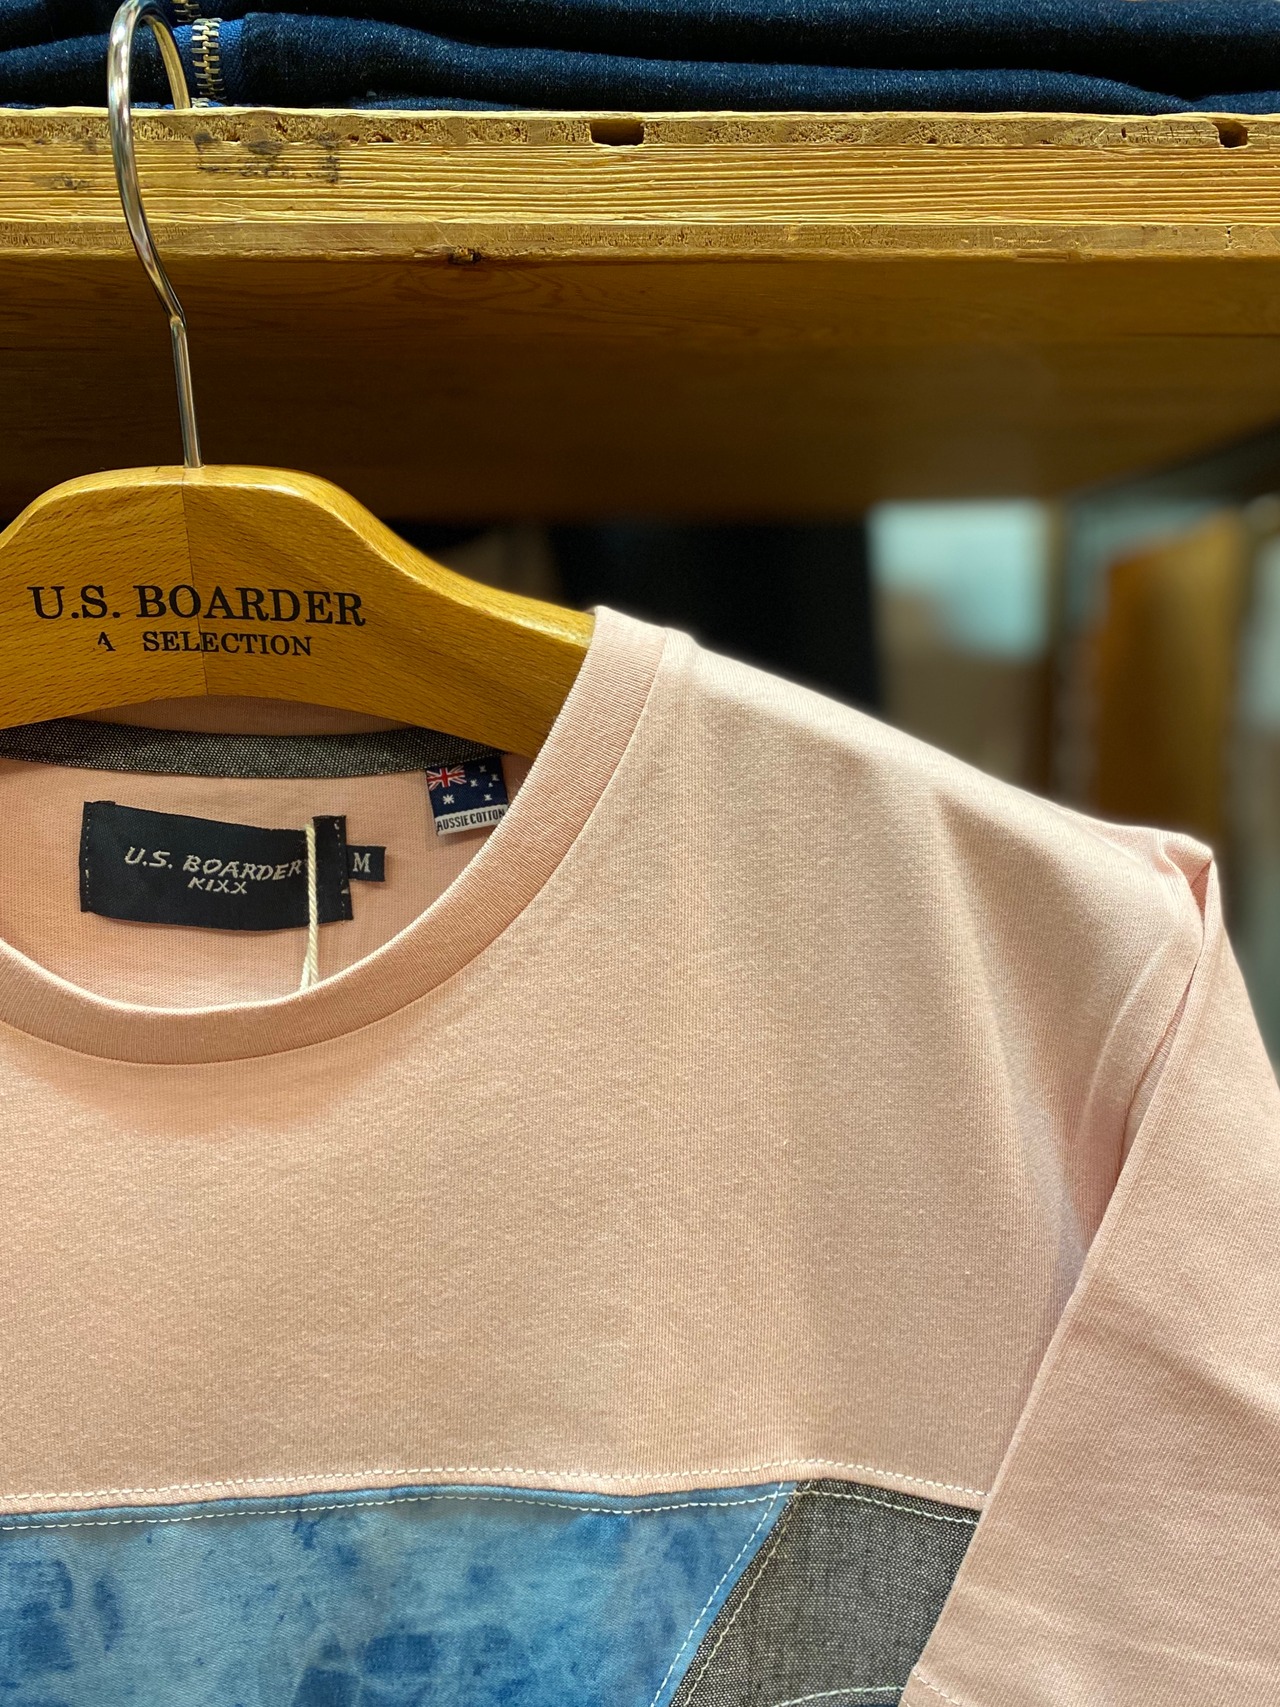 U.S. BOARDER
A SELECTION
U.S. BOARDER
KIXX
M
AUSSIE COTTON